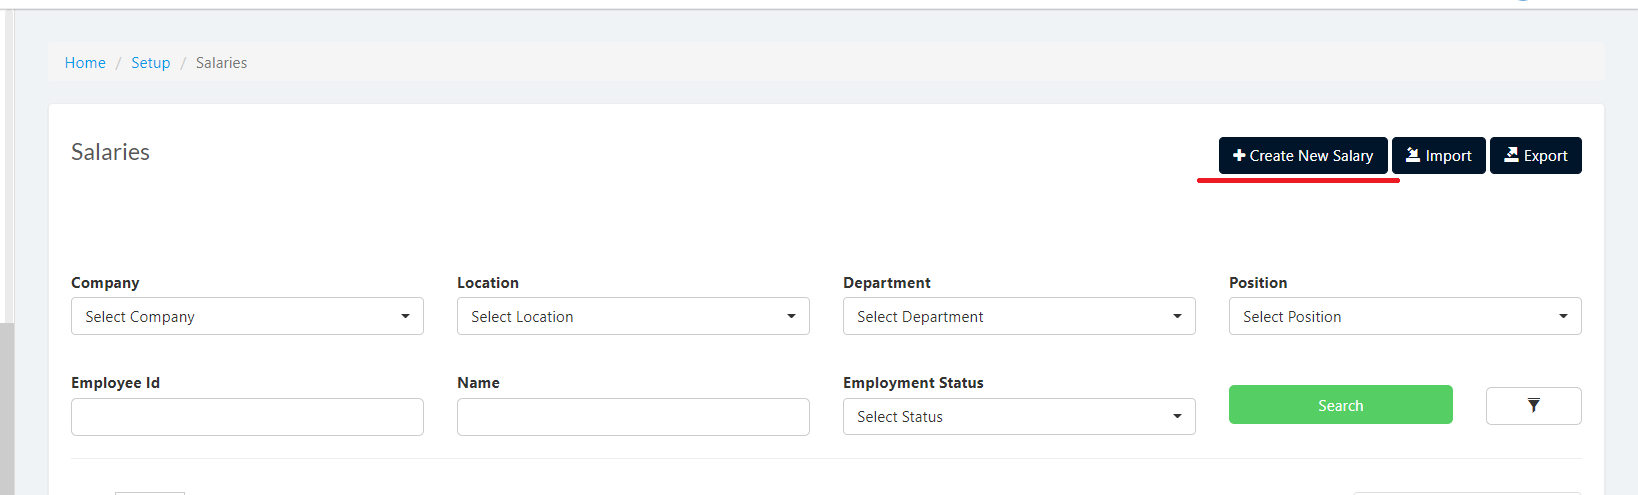 Home / Setup / Salaries
Salaries
Create New Salary Import Export
Company Location Department Position
Select Company Select Location Select Department Select Position
Employee Id Name Employment Status
Select Status Search